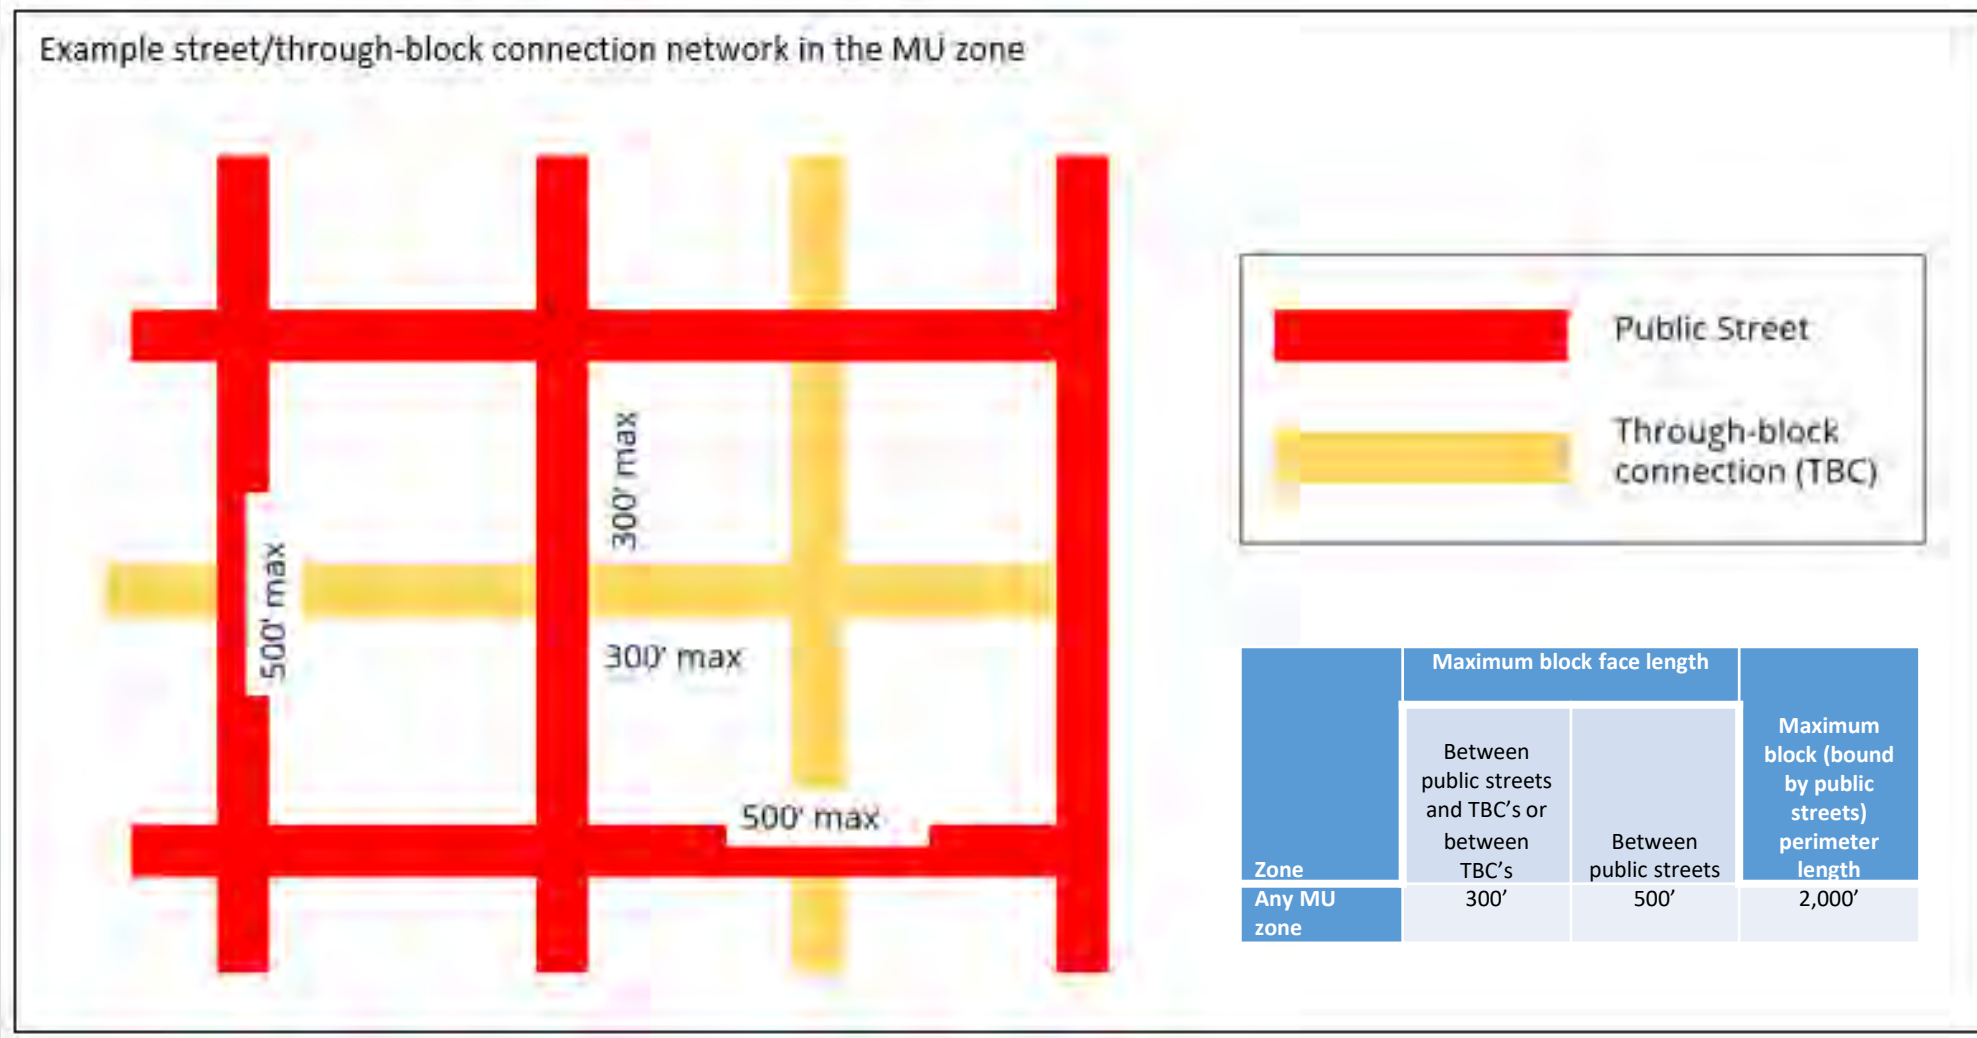 Example street/through-block connection network in the MU zone
300' max
500' max
300' max
500' max
Public Street
Through-block
connection (TBC)
Maximum block face length
Zone
Between
public streets
and TBC’s or
between
TBC’s
Between
public streets
Maximum
block (bound
by public
streets)
perimeter
length
Any MU
zone
300’
500’
2,000’